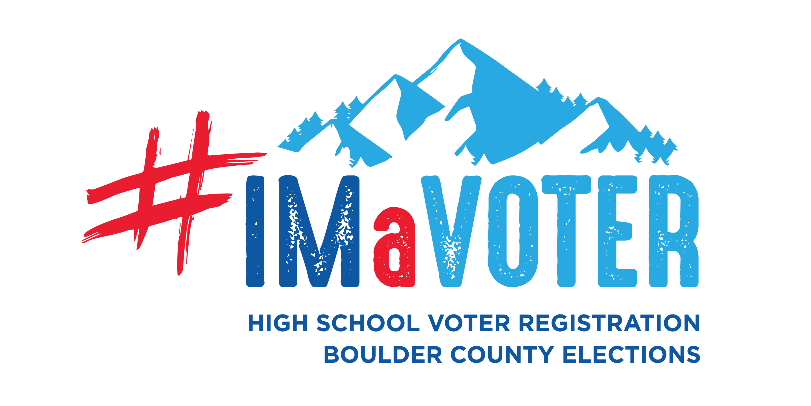 #IMaVOTER
HIGH SCHOOL VOTER REGISTRATION
BOULDER COUNTY ELECTIONS